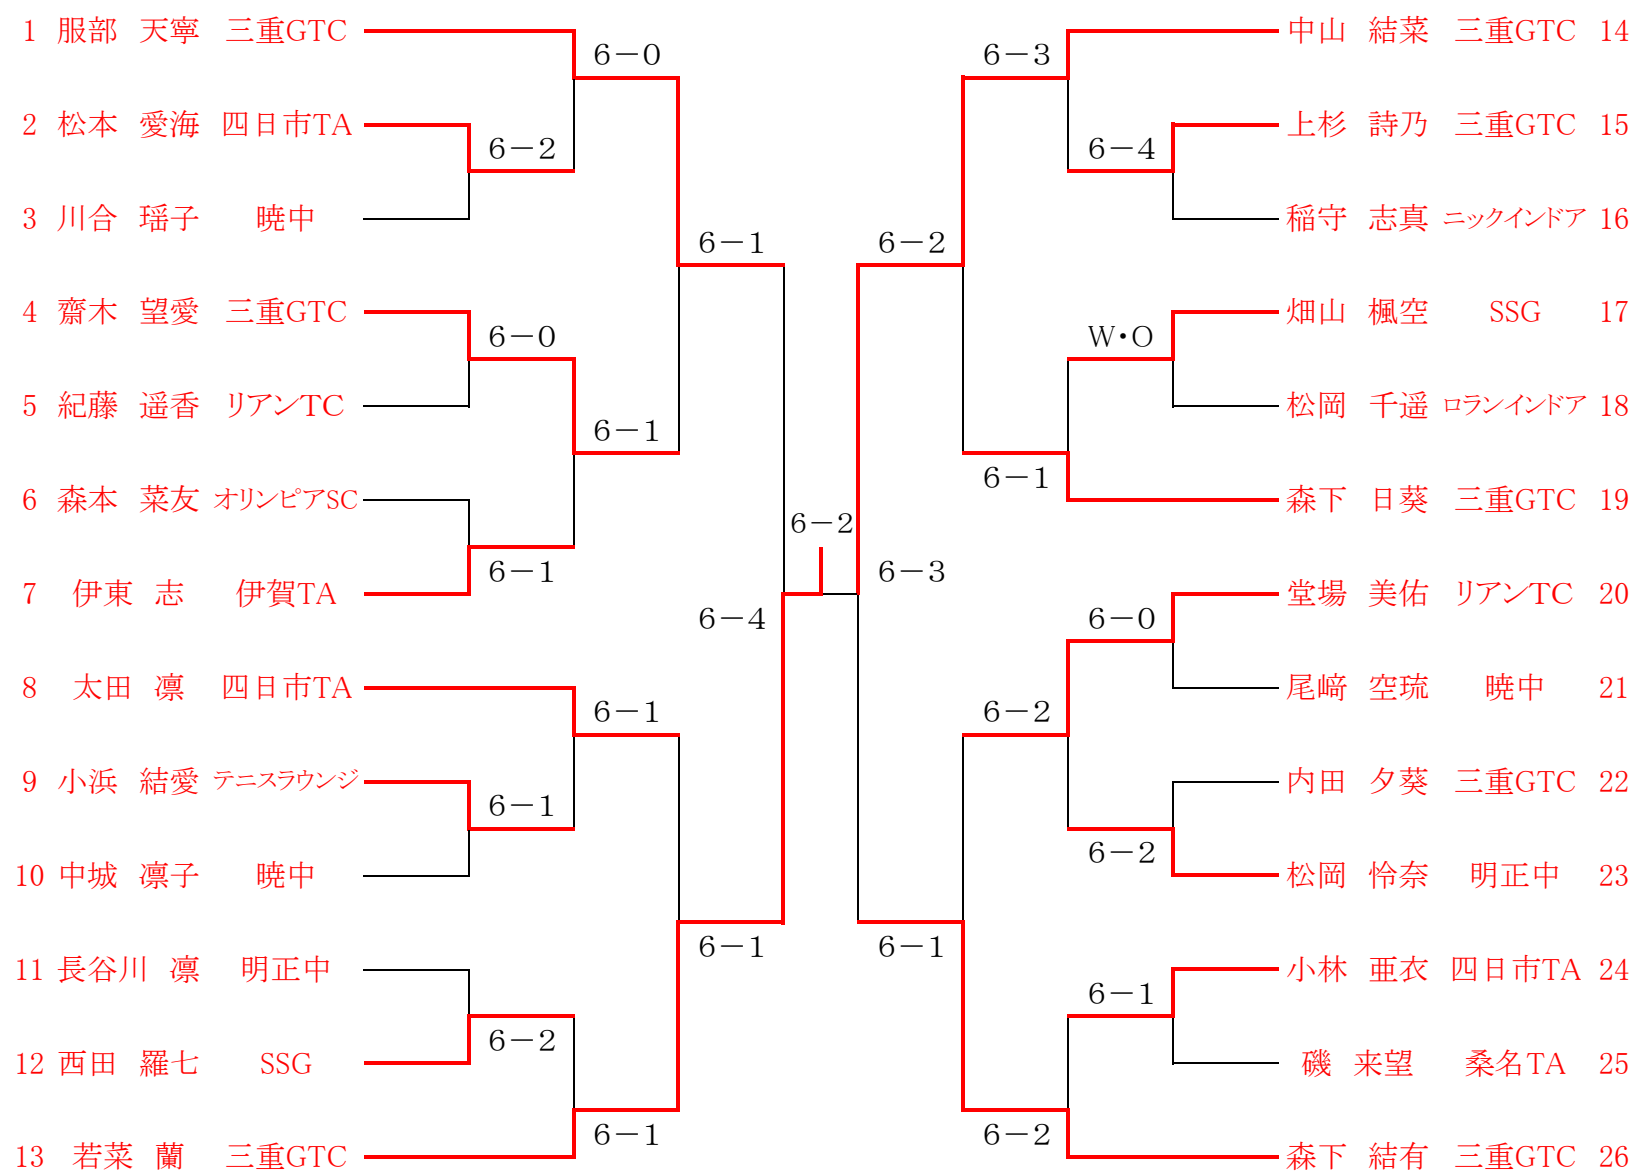 1 服部 天寧 三重GTC
2 松本 愛海 四日市TA
3 川合 瑶子 暁中
4 齋木 望愛 三重GTC
5 紀藤 遥香 リアンTC
6 森本 菜友 オリンピアSC
7 伊東 志 伊賀TA
8 太田 凛 四日市TA
9 小浜 結愛 テニスラウンジ
10 中城 凛子 暁中
11 長谷川 凛 明正中
12 西田 羅七 SSG
13 若菜 蘭 三重GTC
6-0
6-2
6-0
6-1
6-1
6-1
6-1
6-2
6-1
6-1
6-1
6-4
6-2
6-3
6-2
6-1
6-3
6-1
6-2
6-2
6-4
W・O
6-0
6-2
6-1
中山 結菜 三重GTC 14
上杉 詩乃 三重GTC 15
稲守 志真 ニックインドア 16
畑山 楓空 SSG 17
松岡 千遥 ロランインドア 18
森下 日葵 三重GTC 19
堂場 美佑 リアンTC 20
尾﨑 空琉 暁中 21
内田 夕葵 三重GTC 22
松岡 怜奈 明正中 23
小林 亜衣 四日市TA 24
磯 来望 桑名TA 25
森下 結有 三重GTC 26